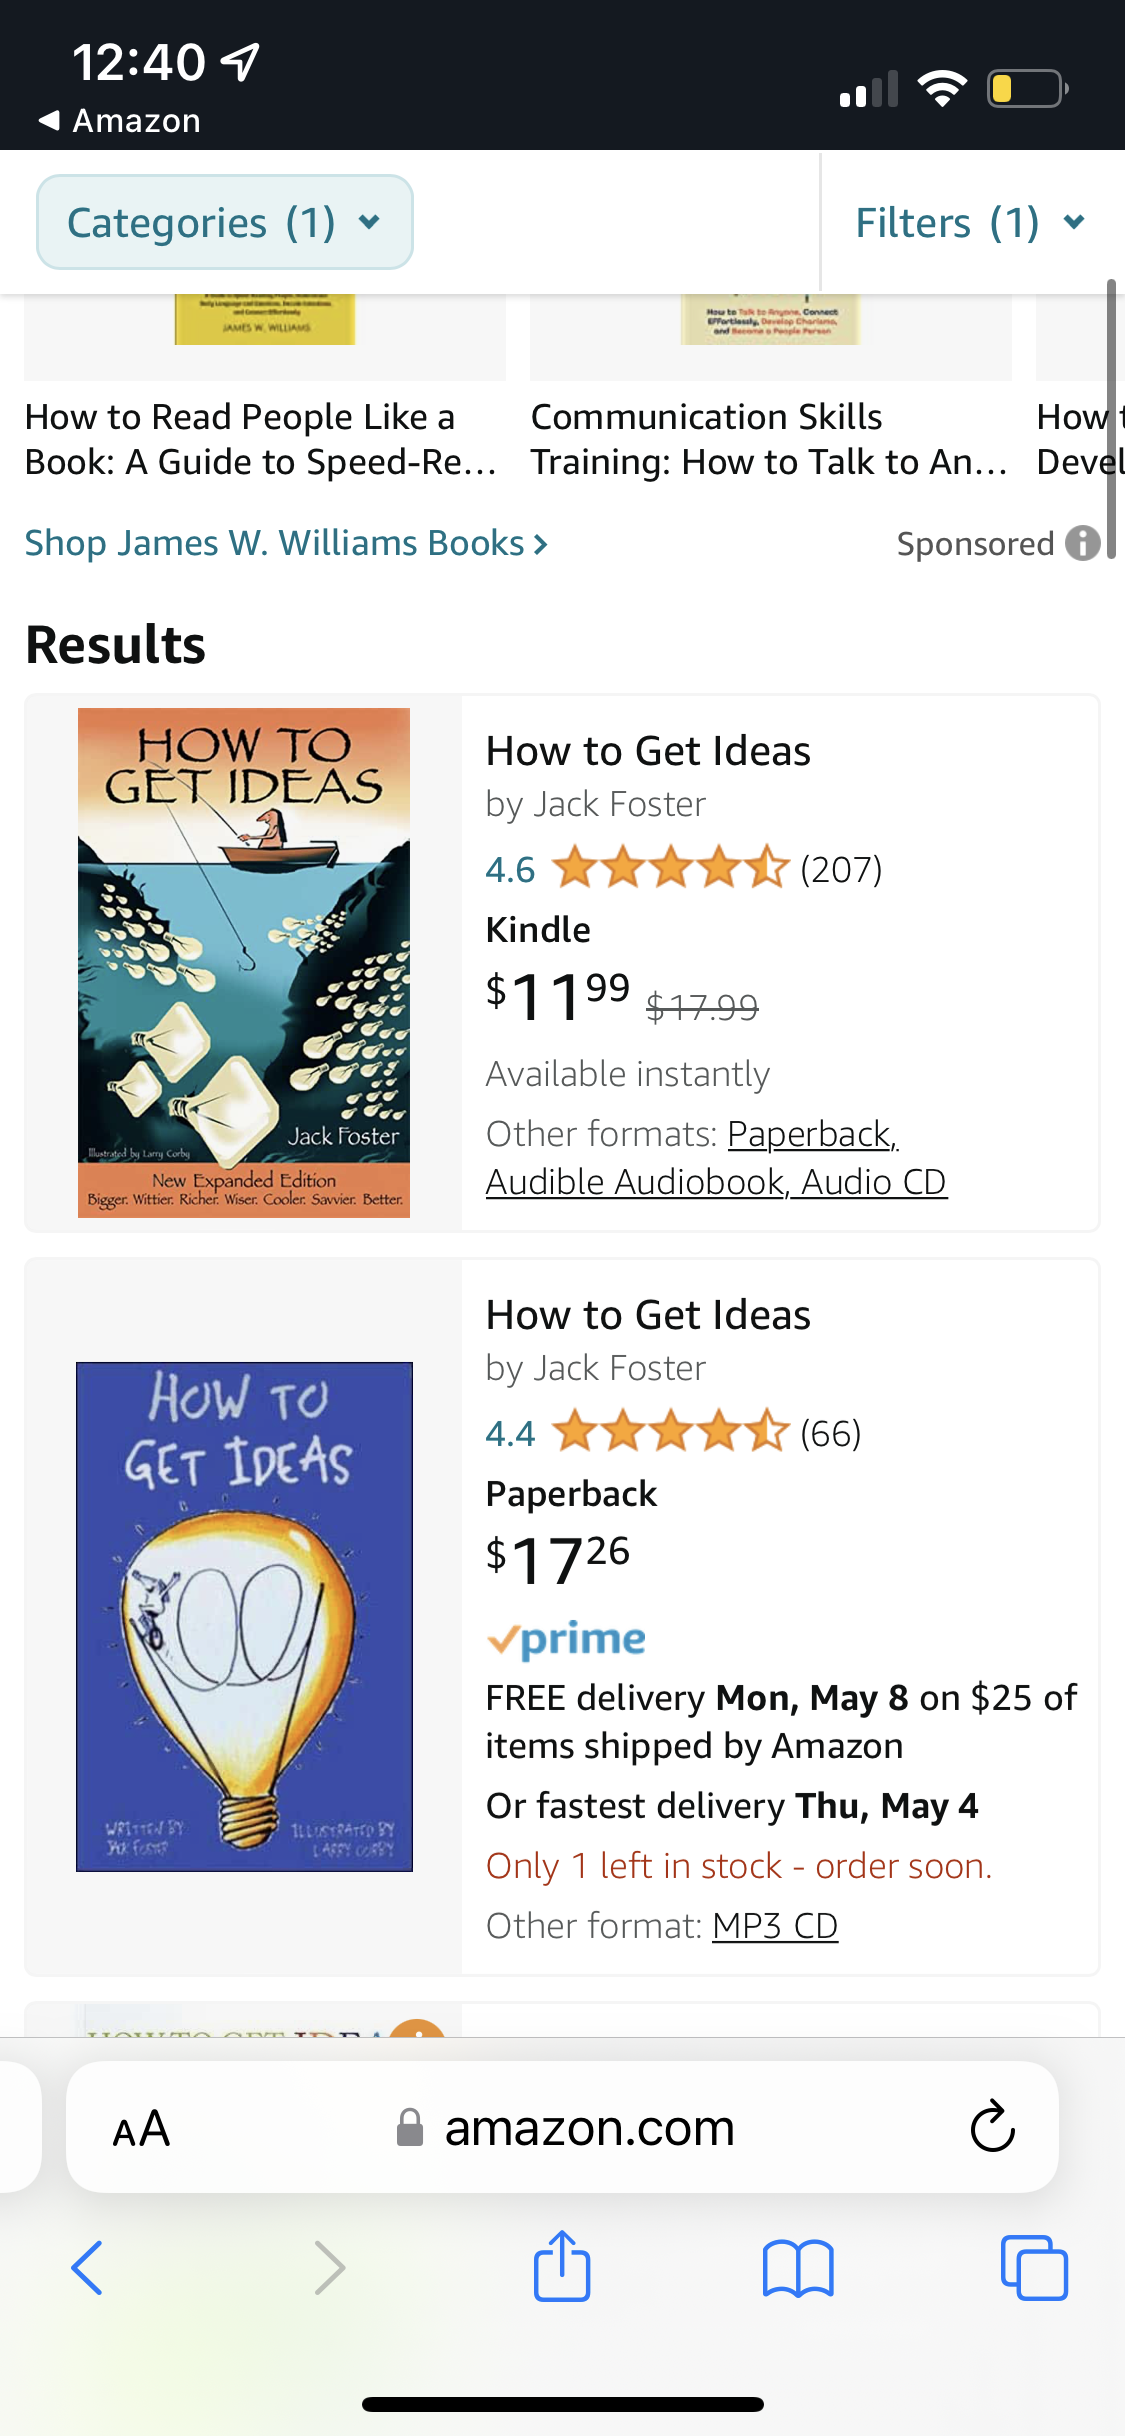 12:40
Amazon
Categories (1)
Filters (1)
JAMES W. WILLIAMS
How to Talk to Anyone, Connect
Effortlessly, Develop Charisma,
and Become a People Person
How to Read People Like a
Book: A Guide to Speed-Re...
Communication Skills
Training: How to Talk to An...
How t
Devel
Shop James W. Williams Books
Sponsored
Results
HOW TO
GET IDEAS
Jack Foster
Illustrated by Larry Corby
New Expanded Edition
Bigger. Wittier. Richer. Wiser. Cooler. Savvier. Better.
How to Get Ideas
by Jack Foster
4.6 (207)
Kindle
$1199 $17.99
Available instantly
Other formats: Paperback,
Audible Audiobook, Audio CD
HOW TO
GET IDEAS
WRITTEN BY
JACK FOSTER
ILLUSTRATED BY
LARRY CORBY
How to Get Ideas
by Jack Foster
4.4 (66)
Paperback
$1726
prime
FREE delivery Mon, May 8 on $25 of
items shipped by Amazon
Or fastest delivery Thu, May 4
Only 1 left in stock - order soon.
Other format: MP3 CD
HOW TO GET IDEA
AA
amazon.com